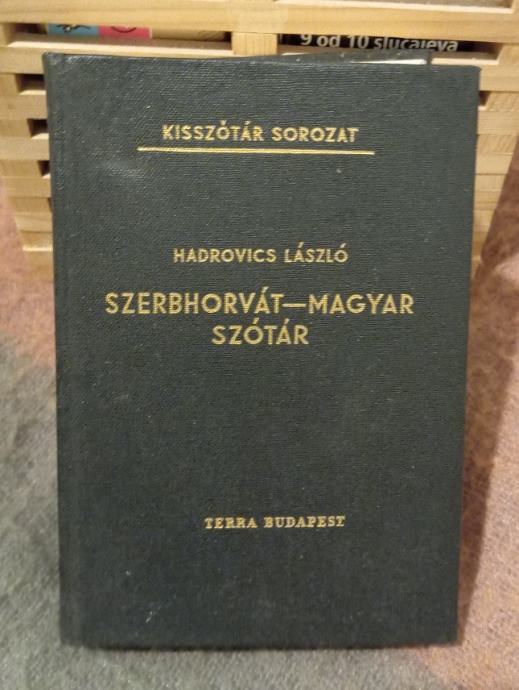 9 od 10 slučajeva
KISSZÓTÁR SOROZAT
HADROVICS LÁSZLÓ
SZERBHORVÁT—MAGYAR
SZÓTÁR
TERRA BUDAPEST